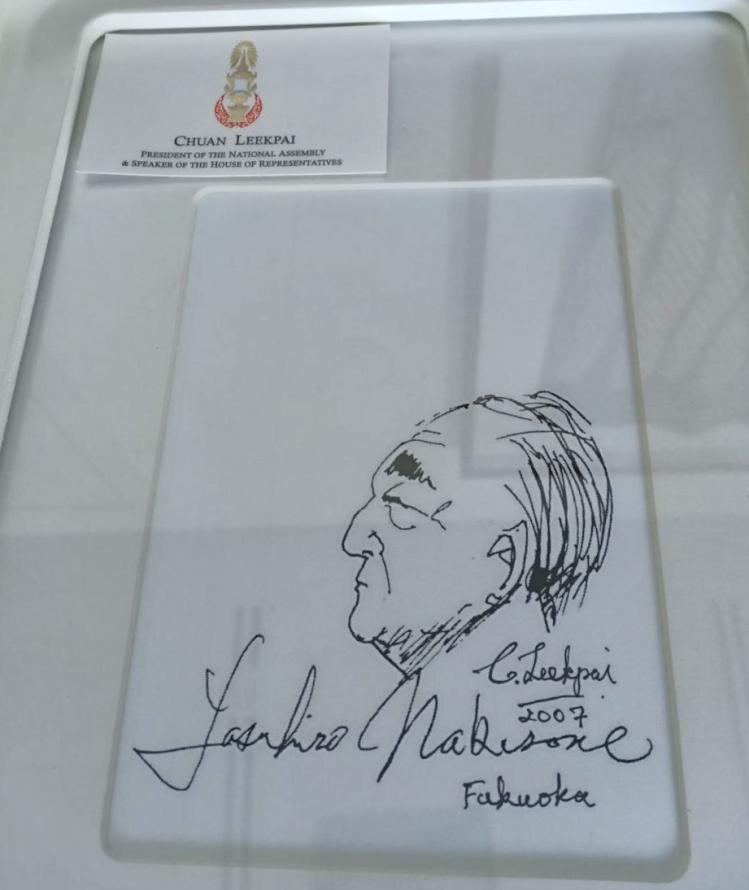 CHUAN LEEKPAI
PRESIDENT OF THE NATIONAL ASSEMBLY
& SPEAKER OF THE HOUSE OF REPRESENTATIVES
C. Leekpai
2007
Yasuhiro Nakasone
Fukuoka